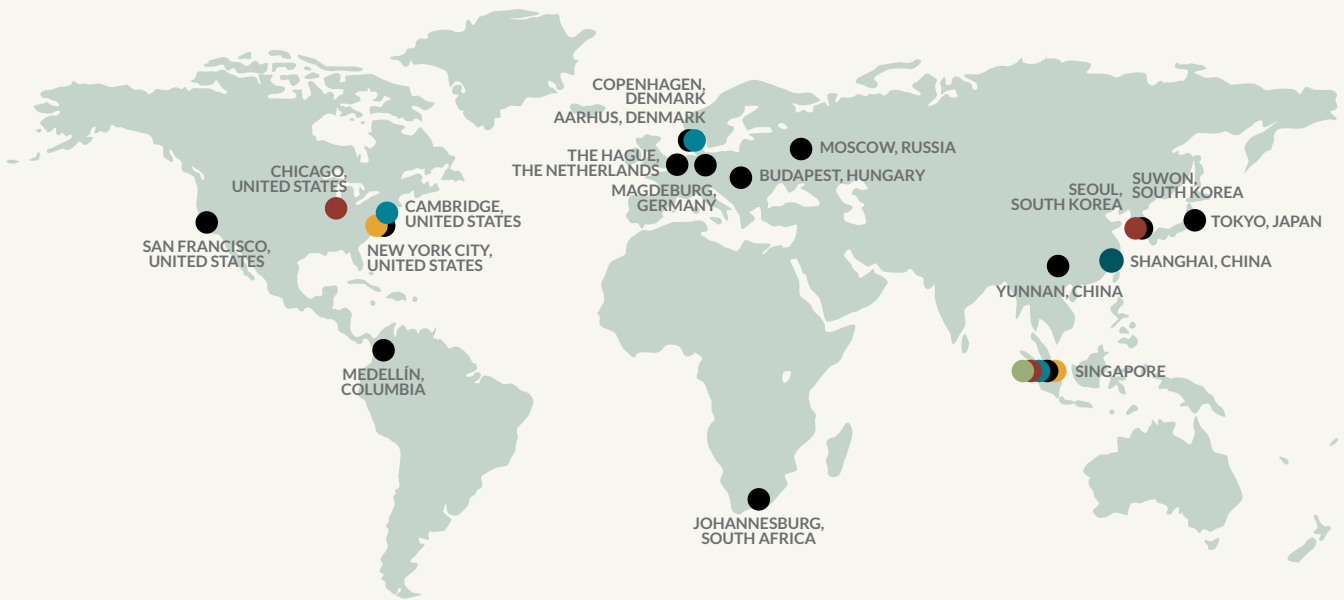 COPENHAGEN,
DENMARK
AARHUS, DENMARK
THE HAGUE,
THE NETHERLANDS
MAGDEBURG,
GERMANY
MOSCOW, RUSSIA
BUDAPEST, HUNGARY
CHICAGO,
UNITED STATES
CAMBRIDGE,
UNITED STATES
SAN FRANCISCO,
UNITED STATES
NEW YORK CITY,
UNITED STATES
SEOUL,
SOUTH KOREA
SUWON,
SOUTH KOREA
TOKYO, JAPAN
SHANGHAI, CHINA
YUNNAN, CHINA
MEDELLÍN,
COLUMBIA
SINGAPORE
JOHANNESBURG,
SOUTH AFRICA